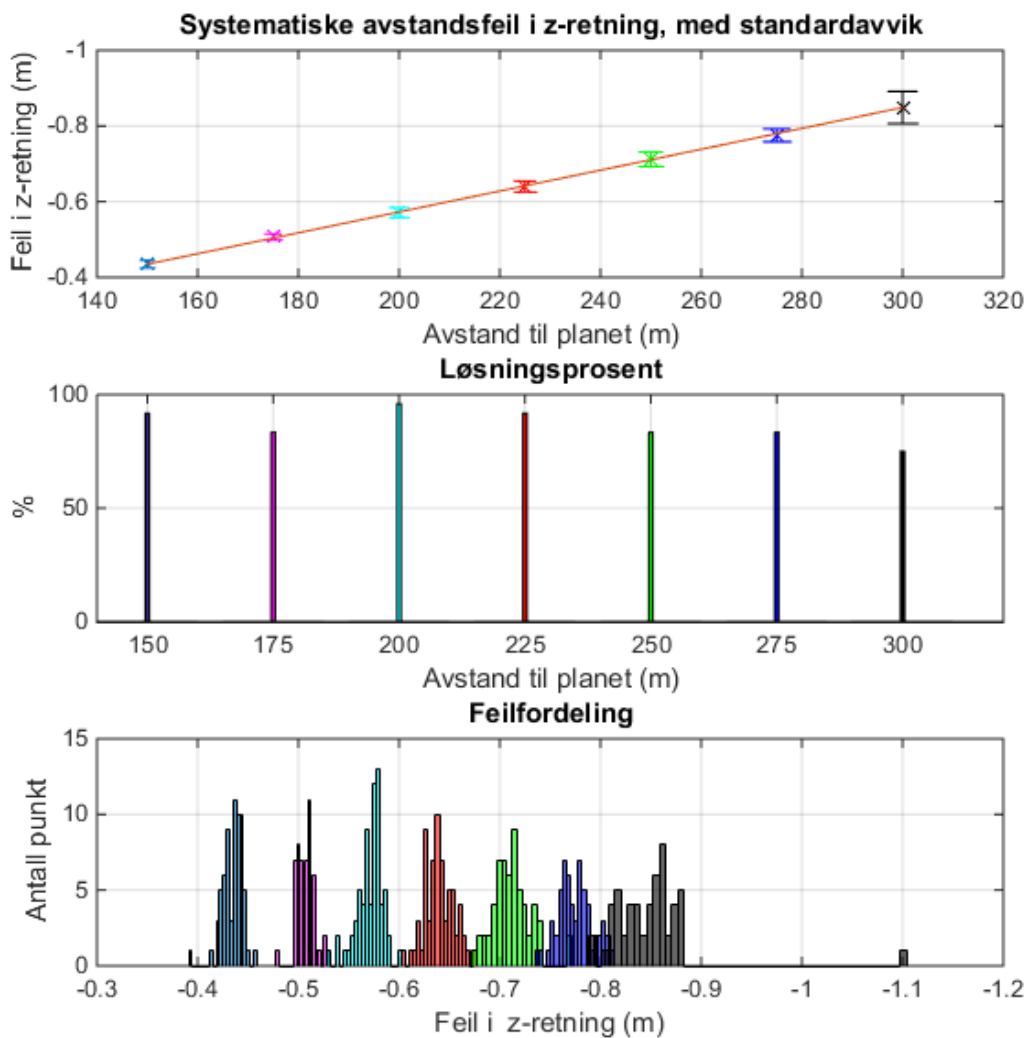 Systematiske avstandsfeil i z-retning, med standardavvik
-1
-0.8
-0.6
-0.4
Feil i z-retning (m)
140 160 180 200 220 240 260 280 300 320
Avstand til planet (m)
Løsningsprosent
100
50
0
%
150 175 200 225 250 275 300
Avstand til planet (m)
Feilfordeling
15
10
5
0
Antall punkt
-0.3 -0.4 -0.5 -0.6 -0.7 -0.8 -0.9 -1 -1.1 -1.2
Feil i z-retning (m)